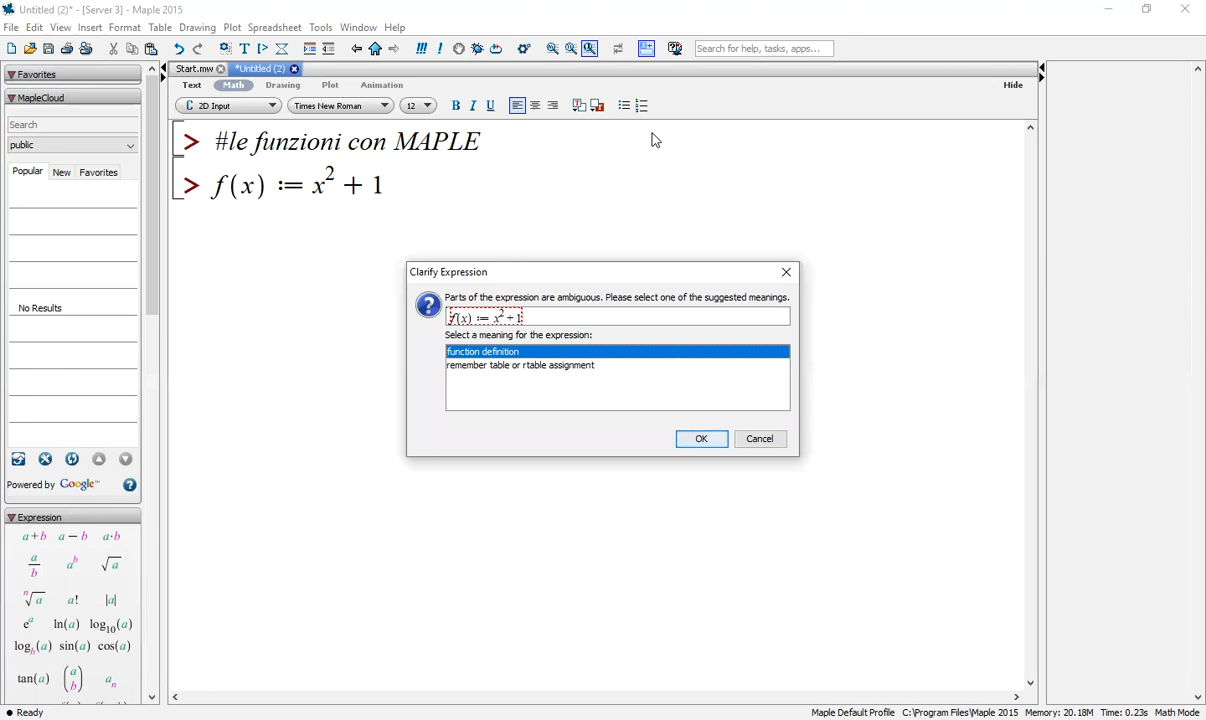 Untitled (2)* - [Server 3] - Maple 2015
File Edit View Insert Format Table Drawing Plot Spreadsheet Tools Window Help
Search for help, tasks, apps...
Favorites
MapleCloud
Search
public
Popular New Favorites
No Results
Powered by Google™
Expression
a+b a−b a·b
a/b a^b √a
ⁿ√a a! |a|
e^a ln(a) log₁₀(a)
log_b(a) sin(a) cos(a)
tan(a) (a b) a_n
Start.mw *Untitled (2)
Text Math Drawing Plot Animation Hide
C 2D Input Times New Roman 12 B I U
> #le funzioni con MAPLE
> f(x) := x² + 1
Clarify Expression
Parts of the expression are ambiguous. Please select one of the suggested meanings.
f(x) := x²+1
Select a meaning for the expression:
function definition
remember table or rtable assignment
OK Cancel
Ready
Maple Default Profile C:\Program Files\Maple 2015 Memory: 20.18M Time: 0.23s Math Mode